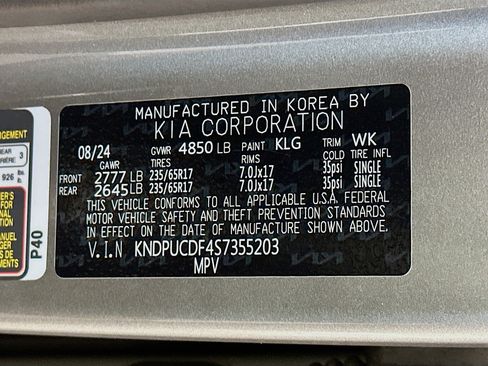 MANUFACTURED IN KOREA BY
KIA CORPORATION
08/24 GVWR 4850 LB PAINT KLG TRIM WK
GAWR TIRES RIMS COLD TIRE INFL
FRONT 2777 LB 235/65R17 7.0Jx17 35psi SINGLE
REAR 2645 LB 235/65R17 7.0Jx17 35psi SINGLE
THIS VEHICLE CONFORMS TO ALL APPLICABLE U.S.A. FEDERAL
MOTOR VEHICLE SAFETY AND THEFT PREVENTION STANDARDS
IN EFFECT ON THE DATE OF MANUFACTURE SHOWN ABOVE.
V.I.N KNDPUCDF4S7355203
MPV
P40
3
926 lbs.